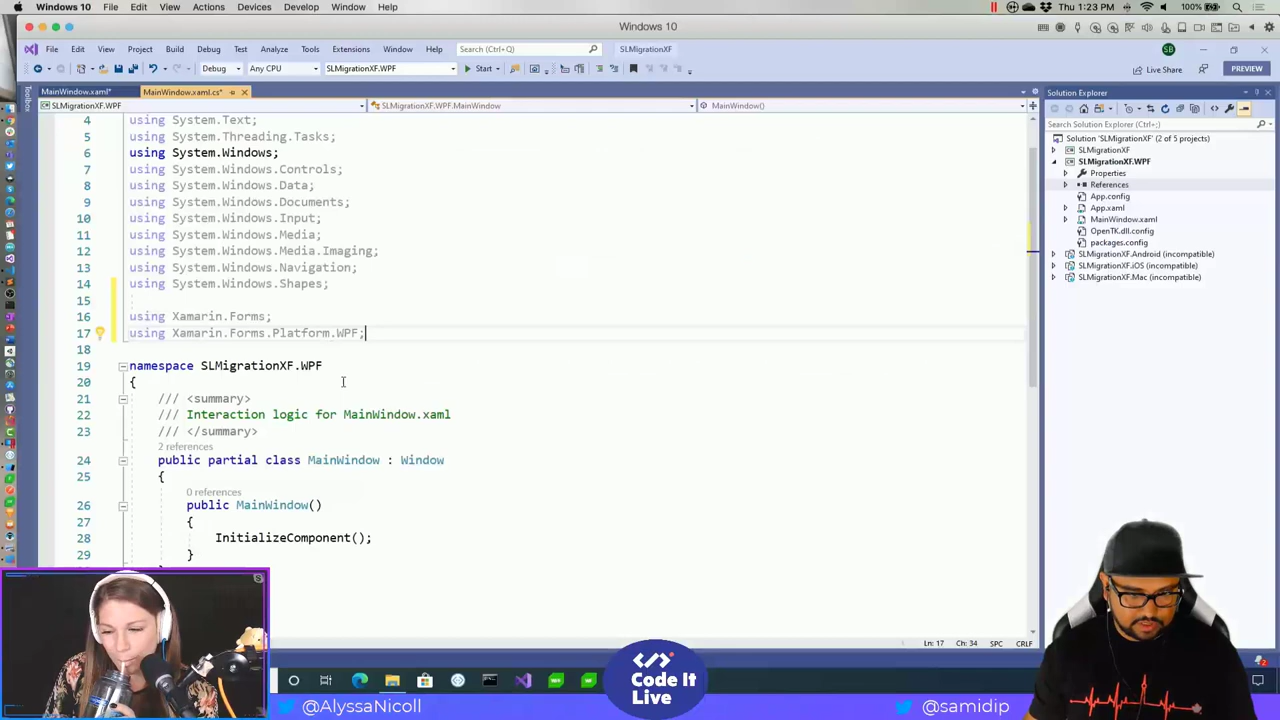 Windows 10 File Edit View Actions Devices Develop Window Help
100% Thu 1:23 PM
Windows 10
File Edit View Project Build Debug Test Analyze Tools Extensions Window Help Search (Ctrl+Q) SLMigrationXF SB
Debug Any CPU SLMigrationXF.WPF Start Live Share PREVIEW
Toolbox
MainWindow.xaml* MainWindow.xaml.cs*
SLMigrationXF.WPF SLMigrationXF.WPF.MainWindow MainWindow()
4 using System.Text;
5 using System.Threading.Tasks;
6 using System.Windows;
7 using System.Windows.Controls;
8 using System.Windows.Data;
9 using System.Windows.Documents;
10 using System.Windows.Input;
11 using System.Windows.Media;
12 using System.Windows.Media.Imaging;
13 using System.Windows.Navigation;
14 using System.Windows.Shapes;
15
16 using Xamarin.Forms;
17 using Xamarin.Forms.Platform.WPF;
18
19 namespace SLMigrationXF.WPF
20 {
21 /// <summary>
22 /// Interaction logic for MainWindow.xaml
23 /// </summary>
2 references
24 public partial class MainWindow : Window
25 {
0 references
26 public MainWindow()
27 {
28 InitializeComponent();
29 }
Ln: 17 Ch: 34 SPC CRLF
Solution Explorer
Search Solution Explorer (Ctrl+;)
Solution 'SLMigrationXF' (2 of 5 projects)
SLMigrationXF
SLMigrationXF.WPF
Properties
References
App.config
App.xaml
MainWindow.xaml
OpenTK.dll.config
packages.config
SLMigrationXF.Android (incompatible)
SLMigrationXF.iOS (incompatible)
SLMigrationXF.Mac (incompatible)
Code It
Live
@AlyssaNicoll
@samidip